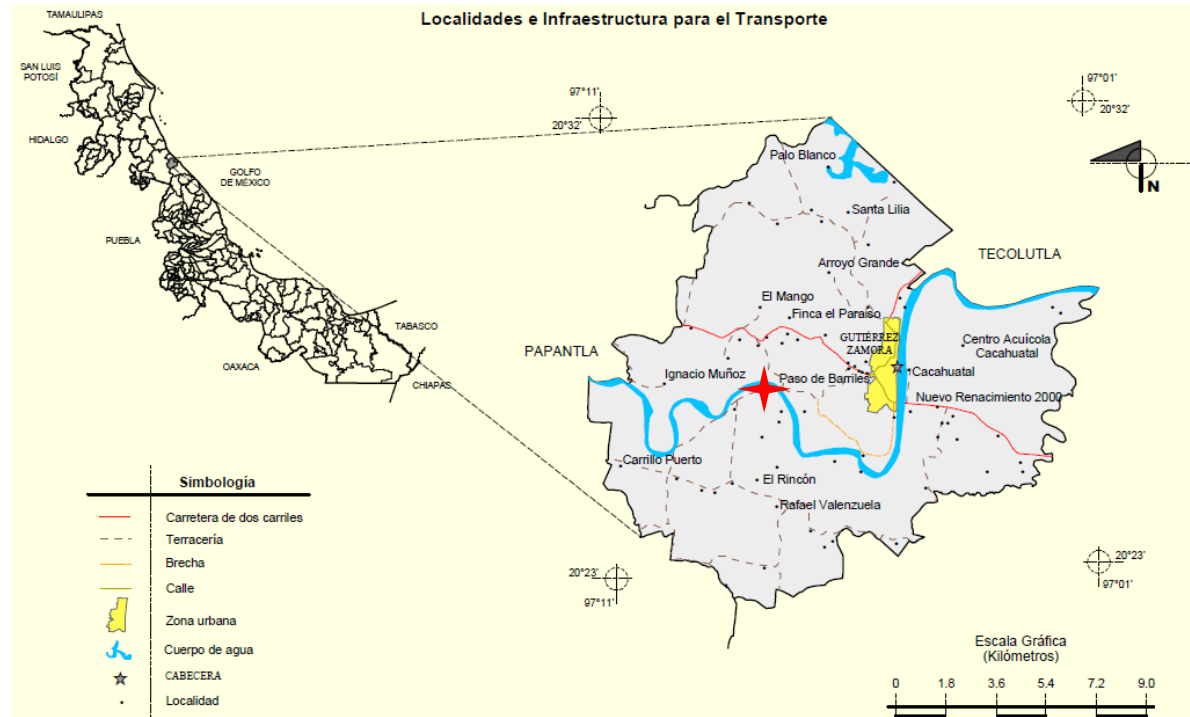 Localidades e Infraestructura para el Transporte
TAMAULIPAS
SAN LUIS
POTOSÍ
HIDALGO
GOLFO
DE MÉXICO
PUEBLA
TABASCO
OAXACA
CHIAPAS
97°11'
20°32'
97°01'
20°32'
N
Palo Blanco
Santa Lilia
TECOLUTLA
Arroyo Grande
El Mango
Finca el Paraíso
GUTIÉRREZ
ZAMORA
Centro Acuícola
Cacahuatal
PAPANTLA
Ignacio Muñoz
Paso de Barriles
Cacahuatal
Nuevo Renacimiento 2000
Carrillo Puerto
El Rincón
Rafael Valenzuela
20°23'
97°11'
20°23'
97°01'
Simbología
Carretera de dos carriles
Terracería
Brecha
Calle
Zona urbana
Cuerpo de agua
CABECERA
Localidad
Escala Gráfica
(Kilómetros)
0 1.8 3.6 5.4 7.2 9.0